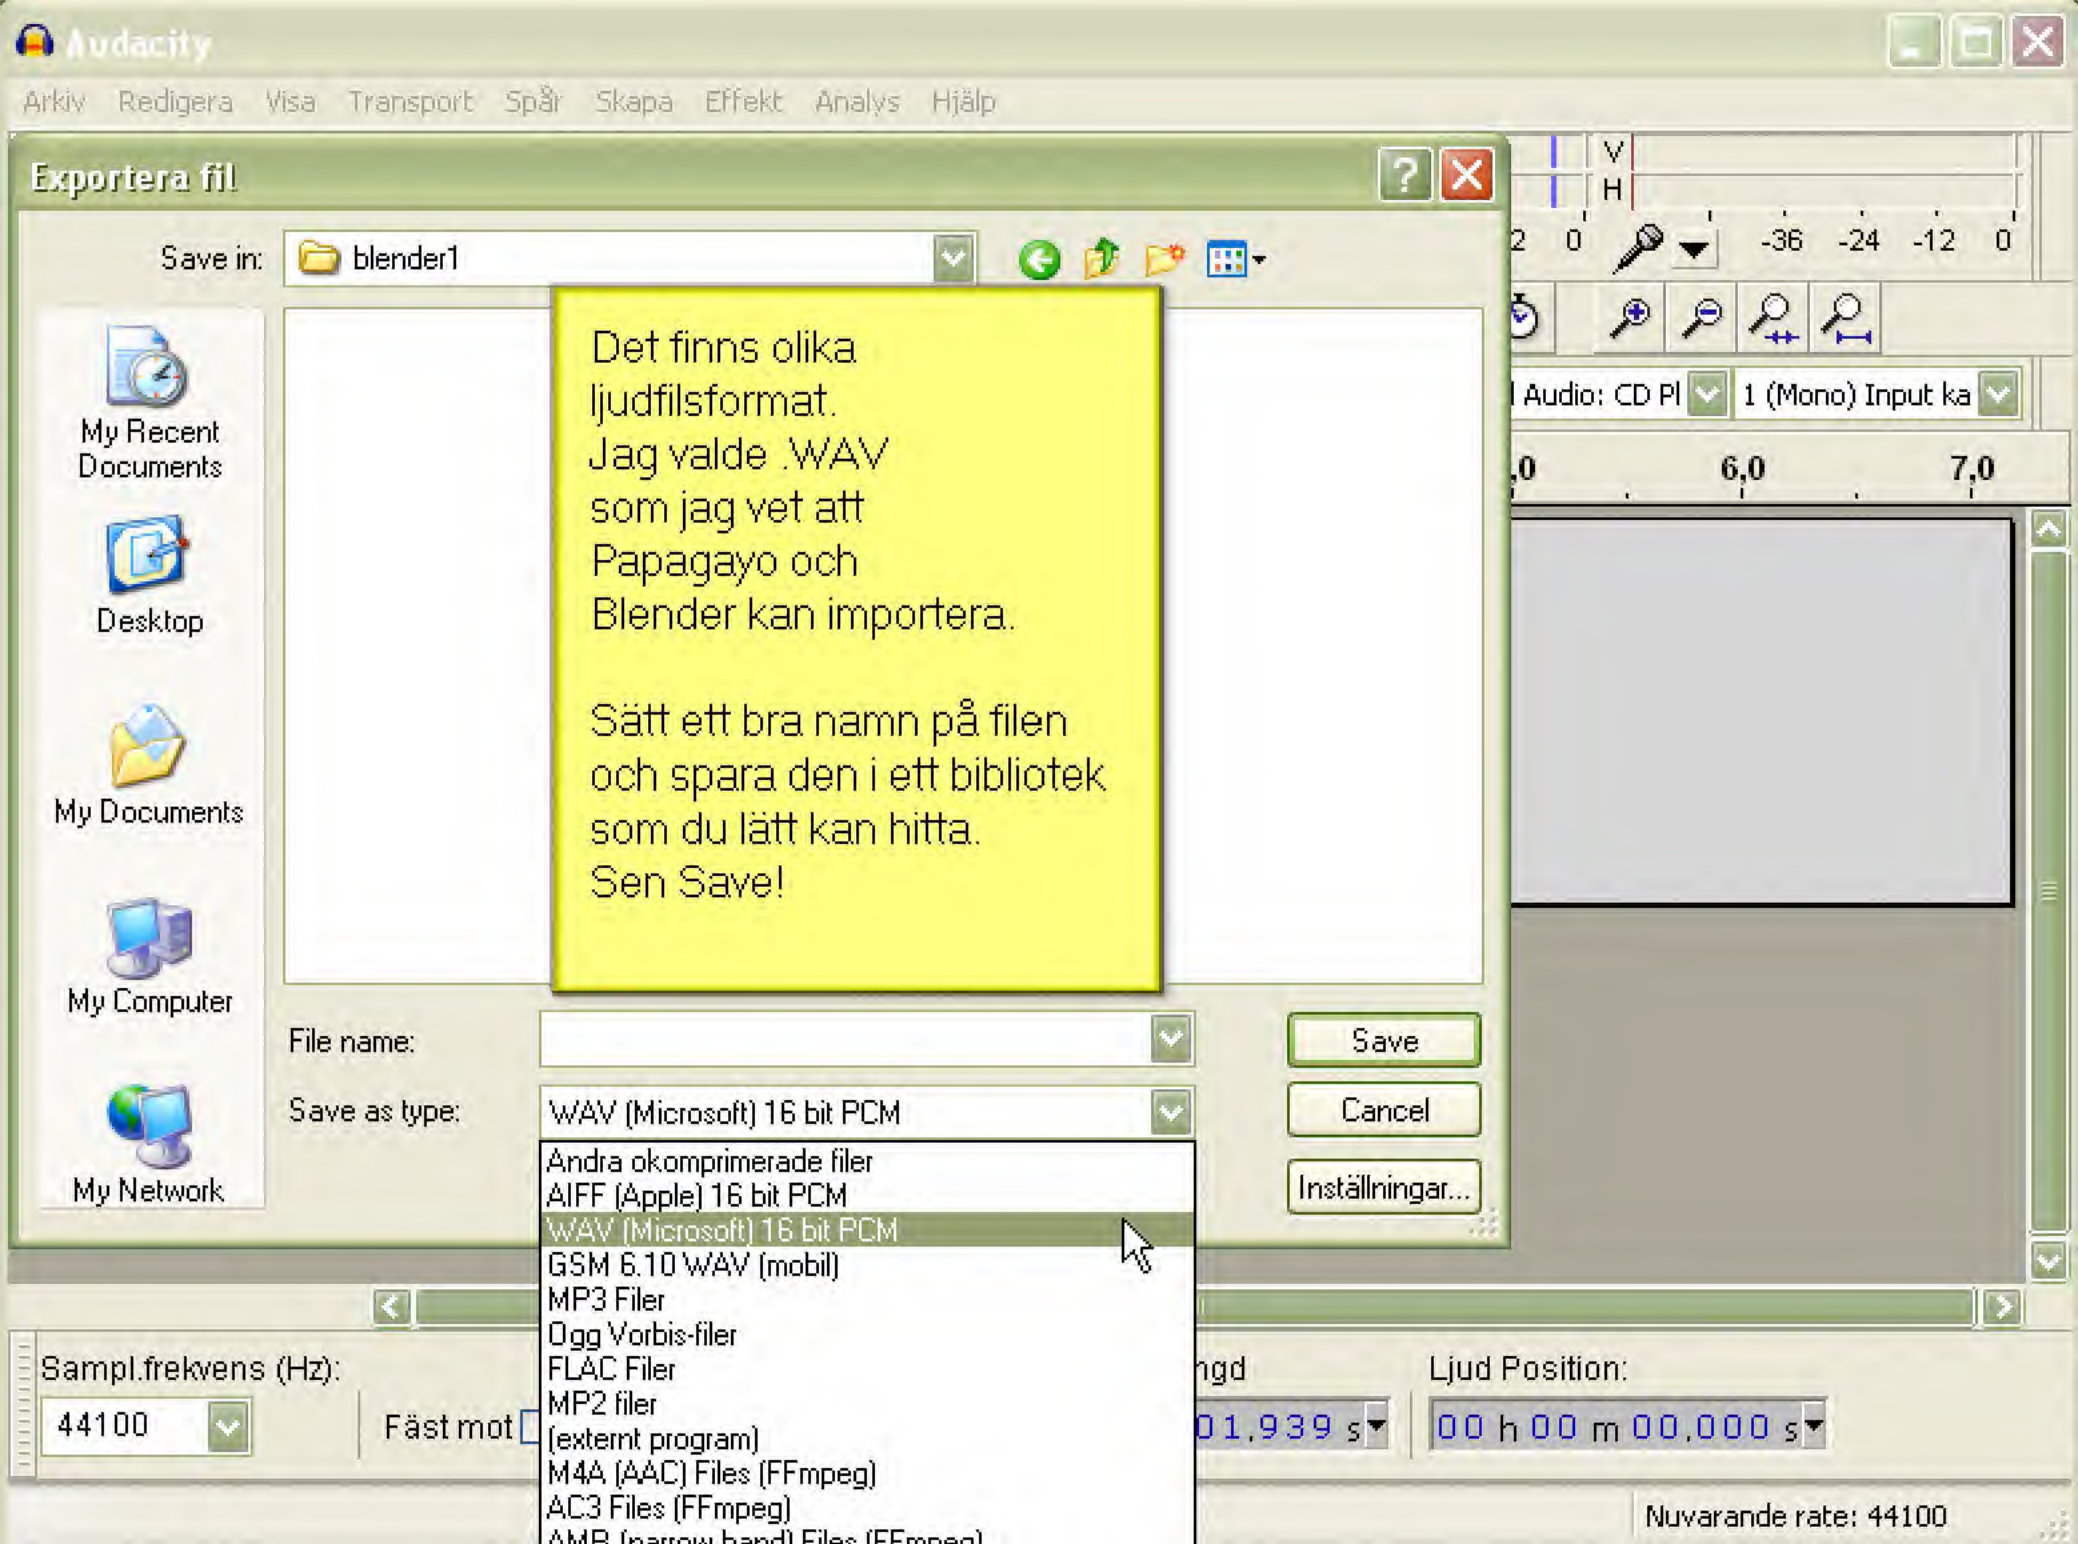 Audacity
Arkiv Redigera Visa Transport Spår Skapa Effekt Analys Hjälp
Exportera fil
Save in: blender1
My Recent
Documents
Desktop
My Documents
My Computer
My Network
Det finns olika
ljudfilsformat.
Jag valde .WAV
som jag vet att
Papagayo och
Blender kan importera.
Sätt ett bra namn på filen
och spara den i ett bibliotek
som du lätt kan hitta.
Sen Save!
File name:
Save
Save as type: WAV (Microsoft) 16 bit PCM
Cancel
Inställningar...
Andra okomprimerade filer
AIFF (Apple) 16 bit PCM
WAV (Microsoft) 16 bit PCM
GSM 6.10 WAV (mobil)
MP3 Filer
Ogg Vorbis-filer
FLAC Filer
MP2 filer
(externt program)
M4A (AAC) Files (FFmpeg)
AC3 Files (FFmpeg)
AMR (narrow band) Files (FFmpeg)
V
H
2 0 -36 -24 -12 0
Audio: CD Pl 1 (Mono) Input ka
,0 6,0 7,0
Sampl.frekvens (Hz):
44100
Fäst mot
ngd
01,939 s
Ljud Position:
00 h 00 m 00,000 s
Nuvarande rate: 44100